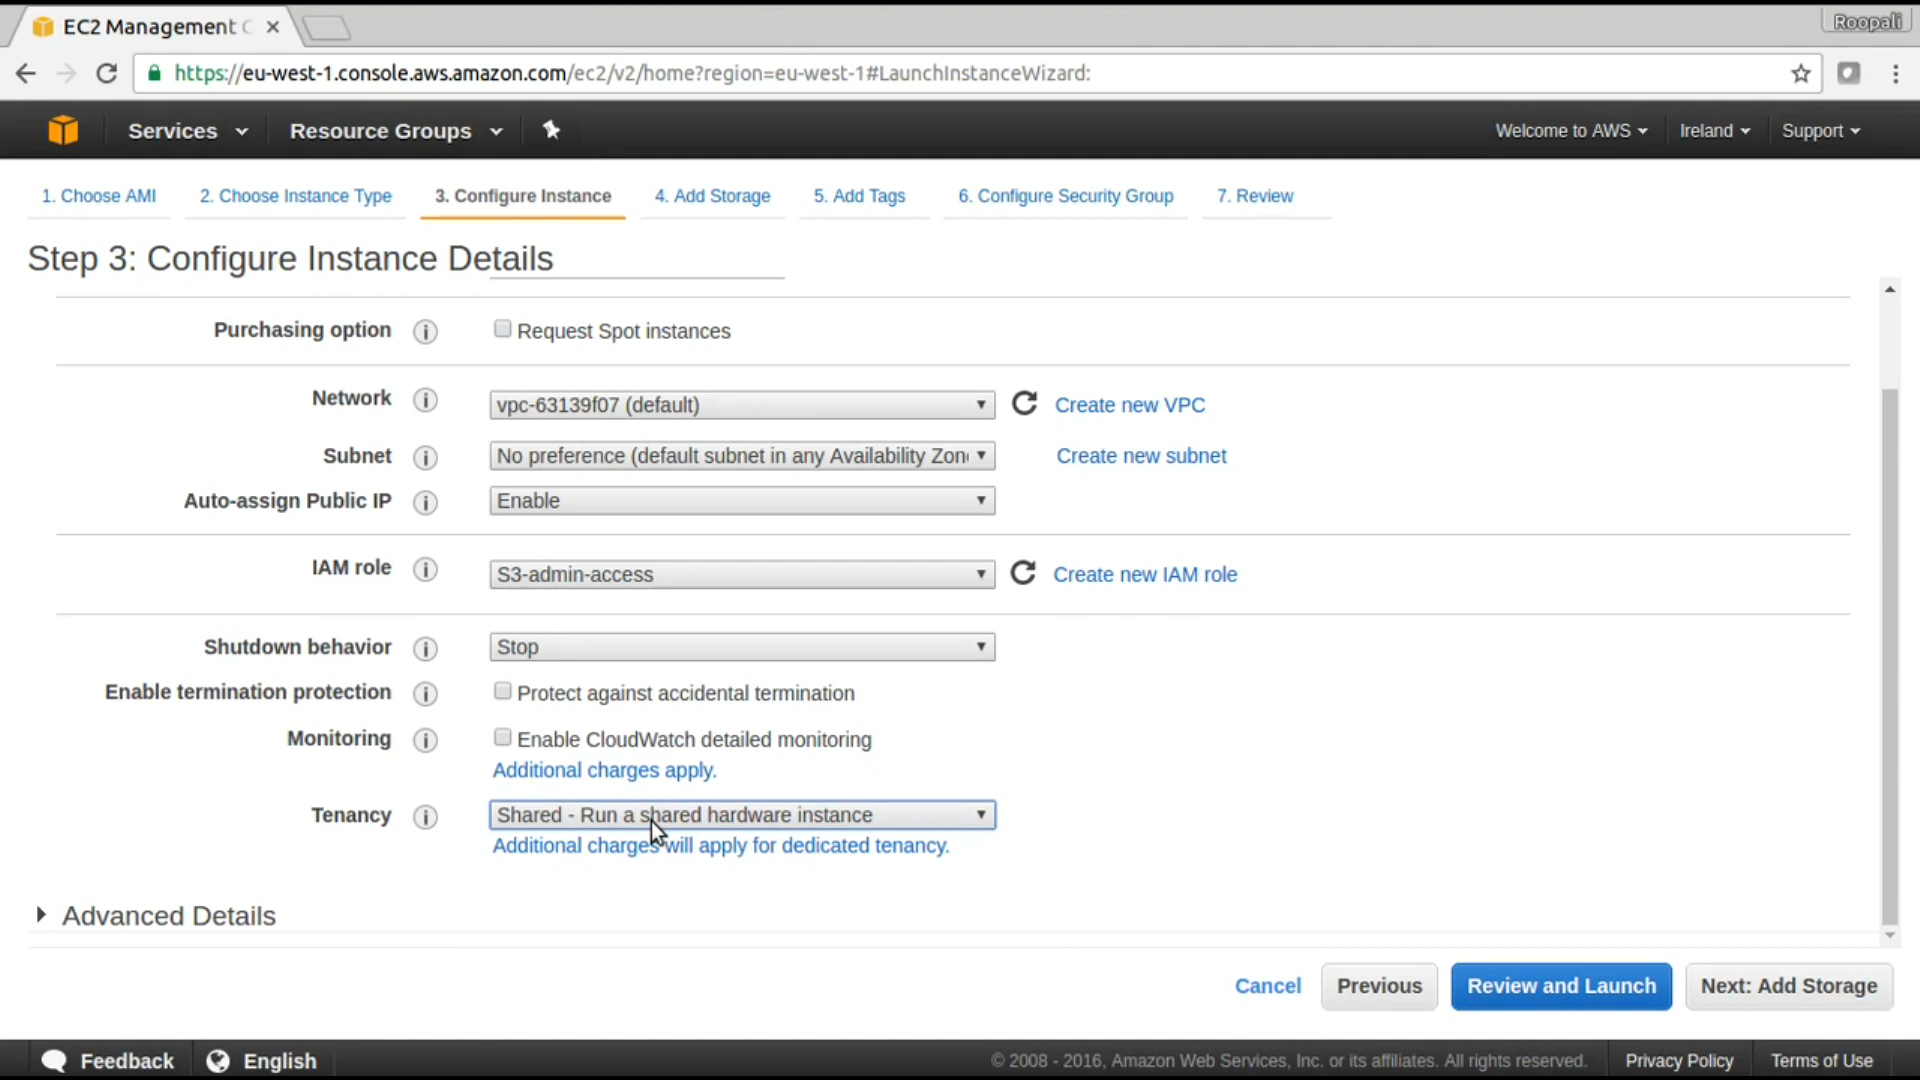 EC2 Management C
Roopali
https://eu-west-1.console.aws.amazon.com/ec2/v2/home?region=eu-west-1#LaunchInstanceWizard:
Services Resource Groups Welcome to AWS Ireland Support
1. Choose AMI 2. Choose Instance Type 3. Configure Instance 4. Add Storage 5. Add Tags 6. Configure Security Group 7. Review
Step 3: Configure Instance Details
Purchasing option i Request Spot instances
Network i vpc-63139f07 (default) Create new VPC
Subnet i No preference (default subnet in any Availability Zon Create new subnet
Auto-assign Public IP i Enable
IAM role i S3-admin-access Create new IAM role
Shutdown behavior i Stop
Enable termination protection i Protect against accidental termination
Monitoring i Enable CloudWatch detailed monitoring
Additional charges apply.
Tenancy i Shared - Run a shared hardware instance
Additional charges will apply for dedicated tenancy.
Advanced Details
Cancel Previous Review and Launch Next: Add Storage
Feedback English © 2008 - 2016, Amazon Web Services, Inc. or its affiliates. All rights reserved. Privacy Policy Terms of Use